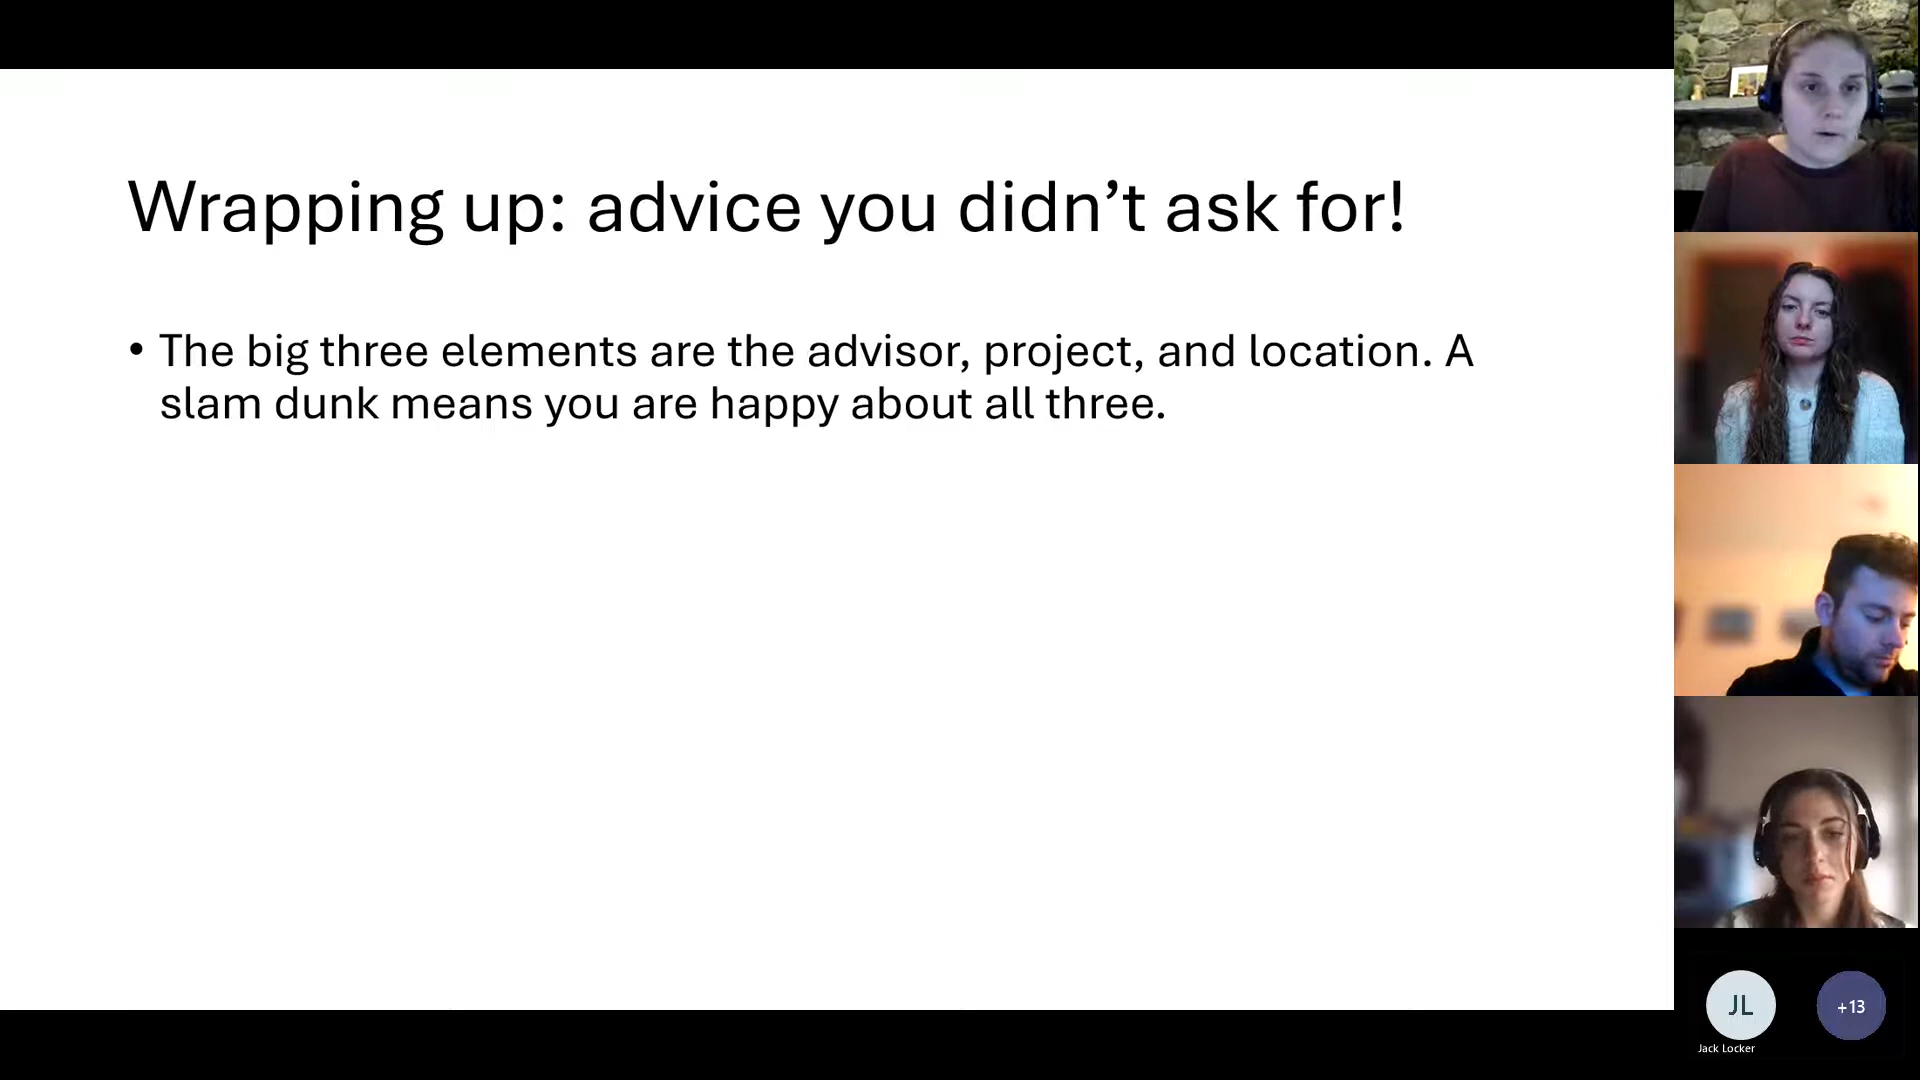 Wrapping up: advice you didn’t ask for!
• The big three elements are the advisor, project, and location. A
slam dunk means you are happy about all three.
JL
+13
Jack Locker